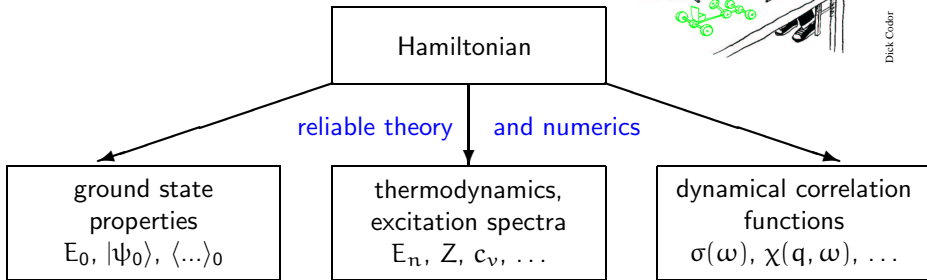 Dick Codor
Hamiltonian
reliable theory and numerics
ground state
properties
E₀, |ψ₀⟩, ⟨...⟩₀
thermodynamics,
excitation spectra
Eₙ, Z, cᵥ, ...
dynamical correlation
functions
σ(ω), χ(q, ω), ...